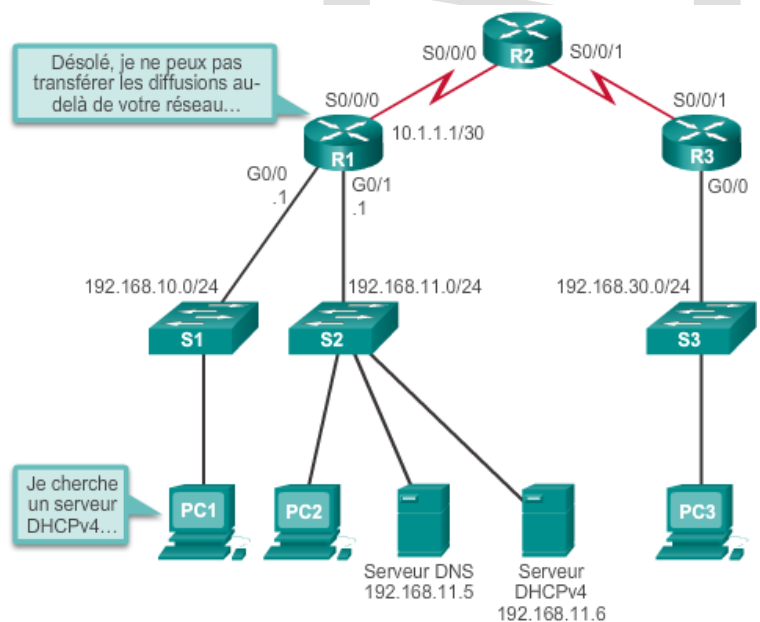 Désolé, je ne peux pas
transférer les diffusions au-
delà de votre réseau…
S0/0/0
R2
S0/0/1
S0/0/0
S0/0/1
10.1.1.1/30
R1
R3
G0/0
.1
G0/1
.1
G0/0
192.168.10.0/24
192.168.11.0/24
192.168.30.0/24
S1
S2
S3
Je cherche
un serveur
DHCPv4…
PC1
PC2
PC3
Serveur DNS
192.168.11.5
Serveur
DHCPv4
192.168.11.6